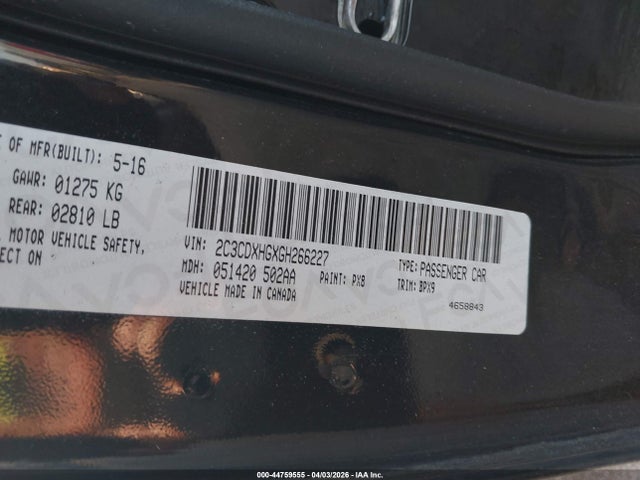 E OF MFR(BUILT): 5-16
GAWR: 01275 KG
REAR: 02810 LB
. MOTOR VEHICLE SAFETY,
ECT ON
VIN: 2C3CDXHGXGH266227
MDH: 051420 502AA PAINT: PX8 TYPE: PASSENGER CAR
VEHICLE MADE IN CANADA TRIM: BPX9
4658843
000-44759555 - 04/03/2026 - IAA Inc.